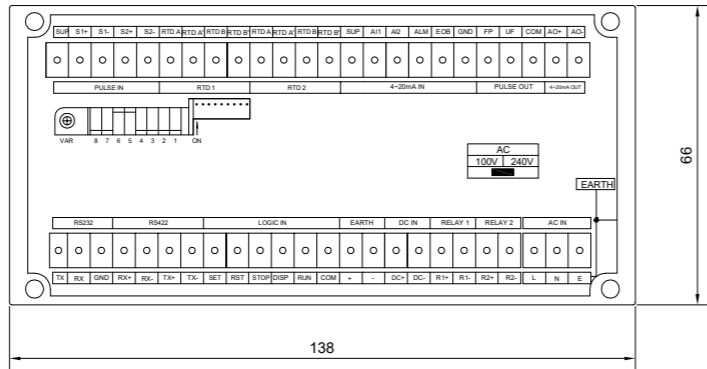 SUP S1+ S1- S2+ S2- RTD A RTD A' RTD B RTD B' RTD A RTD A' RTD B RTD B' SUP AI1 AI2 ALM EOB GND FP UF COM AO+ AO-
PULSE IN RTD 1 RTD 2 4~20mA IN PULSE OUT 4~20mA OUT
VAR 8 7 6 5 4 3 2 1 ON
AC
100V 240V
EARTH
66
RS232 RS422 LOGIC IN EARTH DC IN RELAY 1 RELAY 2 AC IN
TX RX GND RX+ RX- TX+ TX- SET RST STOP DISP RUN COM + - DC+ DC- R1+ R1- R2+ R2- L N E
138